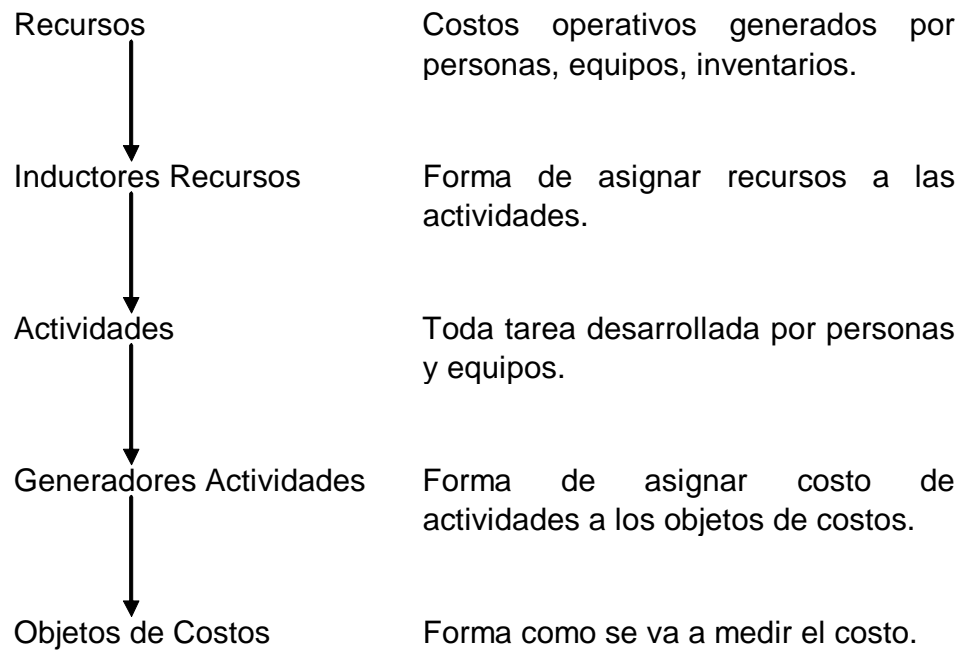 Recursos
Costos operativos generados por
personas, equipos, inventarios.
Inductores Recursos
Forma de asignar recursos a las
actividades.
Actividades
Toda tarea desarrollada por personas
y equipos.
Generadores Actividades
Forma de asignar costo de
actividades a los objetos de costos.
Objetos de Costos
Forma como se va a medir el costo.